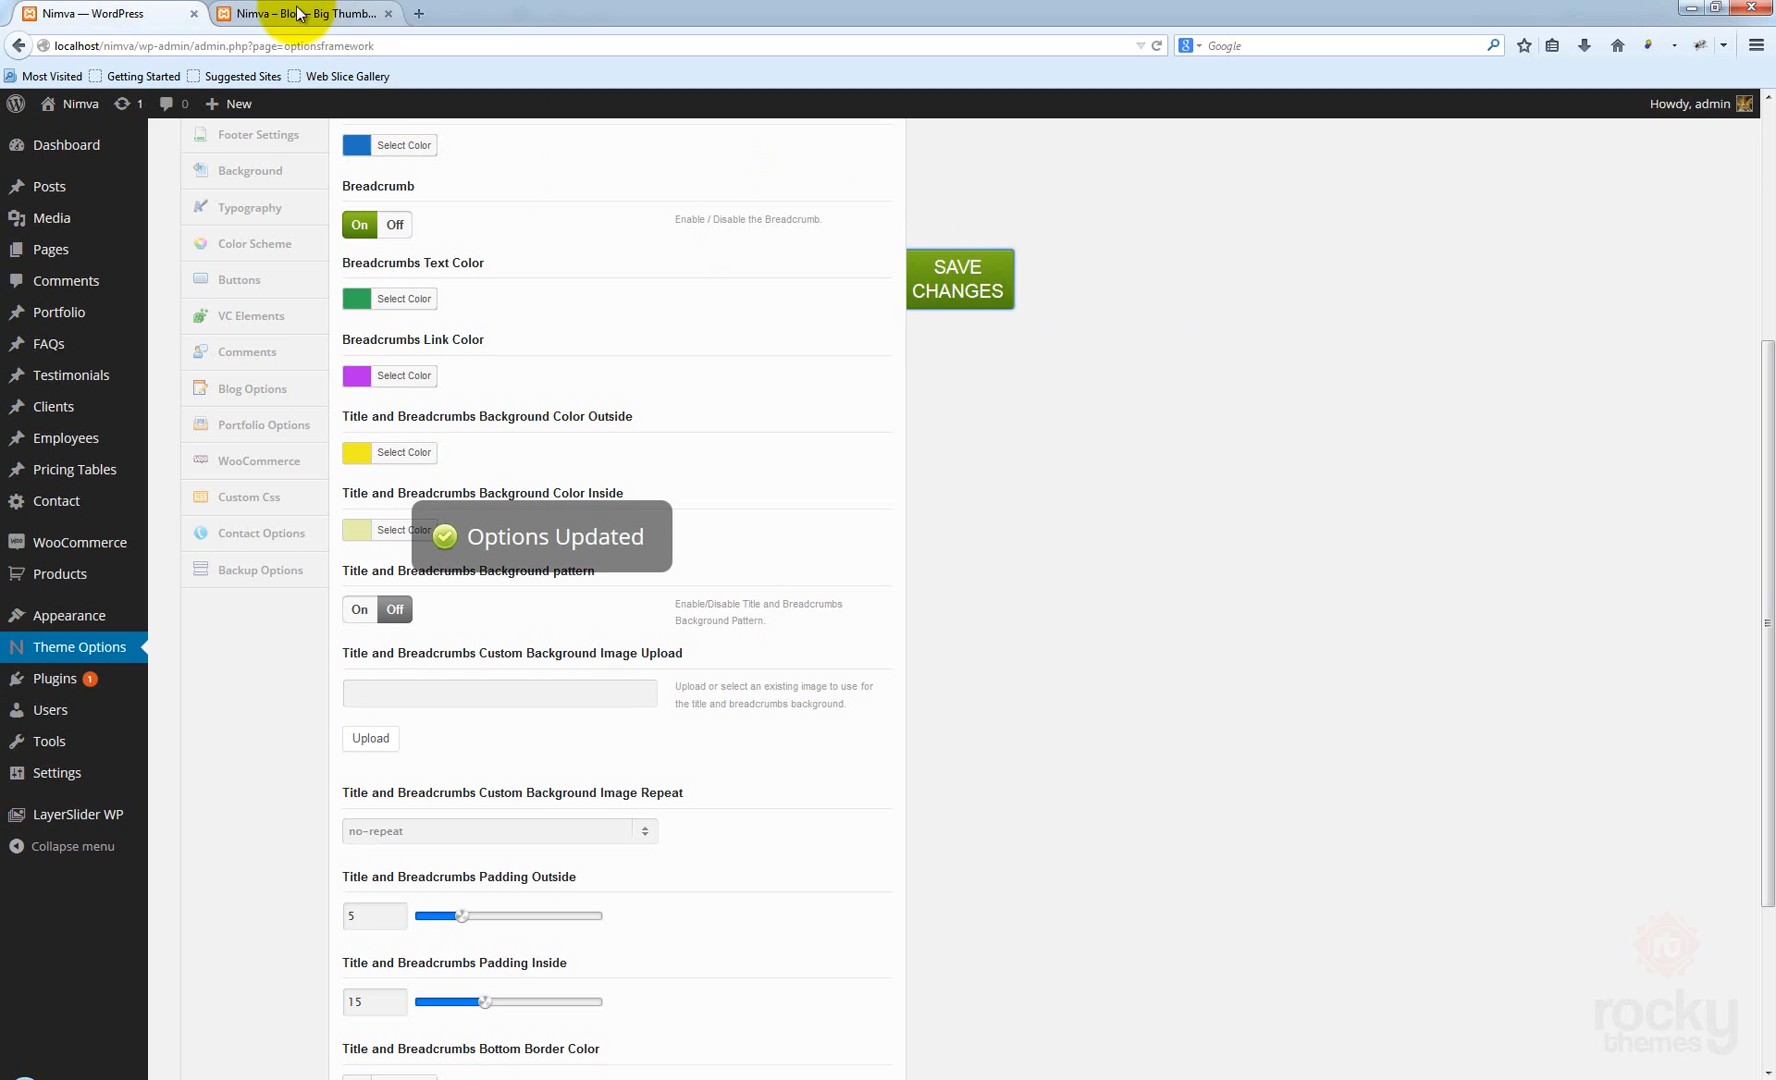 Nimva — WordPress
Nimva – Blo Big Thumb...
localhost/nimva/wp-admin/admin.php?page=optionsframework
Google
Most Visited
Getting Started
Suggested Sites
Web Slice Gallery
Nimva
1
0
New
Howdy, admin
Dashboard
Posts
Media
Pages
Comments
Portfolio
FAQs
Testimonials
Clients
Employees
Pricing Tables
Contact
WooCommerce
Products
Appearance
Theme Options
Plugins 1
Users
Tools
Settings
LayerSlider WP
Collapse menu
Footer Settings
Background
Typography
Color Scheme
Buttons
VC Elements
Comments
Blog Options
Portfolio Options
WooCommerce
Custom Css
Contact Options
Backup Options
Select Color
Breadcrumb
On Off
Enable / Disable the Breadcrumb.
Breadcrumbs Text Color
Select Color
Breadcrumbs Link Color
Select Color
Title and Breadcrumbs Background Color Outside
Select Color
Title and Breadcrumbs Background Color Inside
Select Color
Options Updated
Title and Breadcrumbs Background pattern
On Off
Enable/Disable Title and Breadcrumbs
Background Pattern.
Title and Breadcrumbs Custom Background Image Upload
Upload or select an existing image to use for
the title and breadcrumbs background.
Upload
Title and Breadcrumbs Custom Background Image Repeat
no-repeat
Title and Breadcrumbs Padding Outside
5
Title and Breadcrumbs Padding Inside
15
Title and Breadcrumbs Bottom Border Color
SAVE
CHANGES
rocky
themes